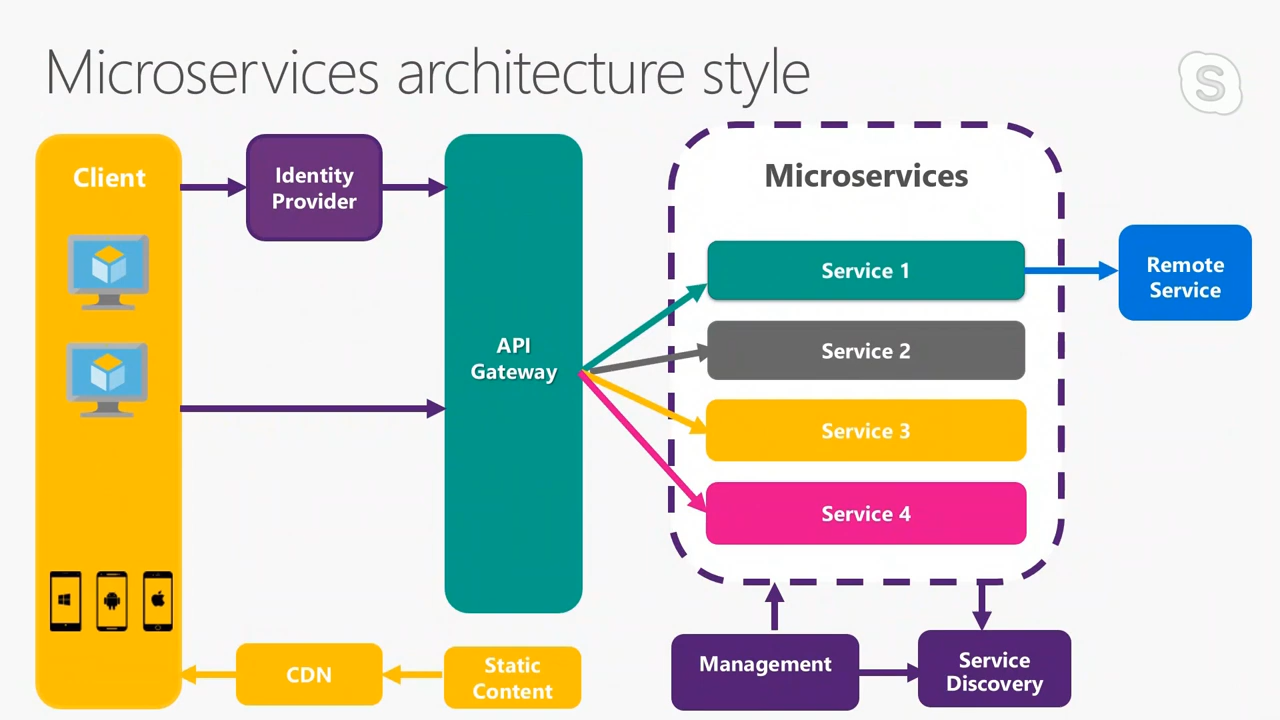 Microservices architecture style
S
Client
Identity
Provider
API
Gateway
Microservices
Service 1
Service 2
Service 3
Service 4
Remote
Service
CDN
Static
Content
Management
Service
Discovery